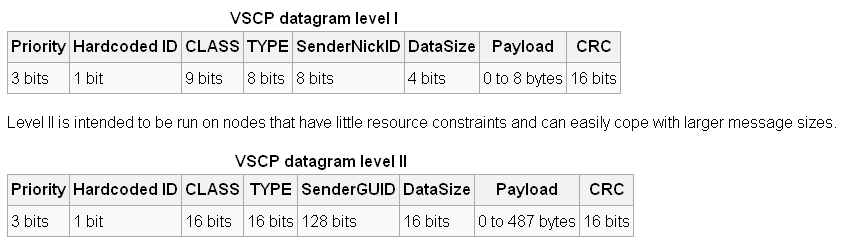 VSCP datagram level I
Priority Hardcoded ID CLASS TYPE SenderNickID DataSize Payload CRC
3 bits 1 bit 9 bits 8 bits 8 bits 4 bits 0 to 8 bytes 16 bits
Level II is intended to be run on nodes that have little resource constraints and can easily cope with larger message sizes.
VSCP datagram level II
Priority Hardcoded ID CLASS TYPE SenderGUID DataSize Payload CRC
3 bits 1 bit 16 bits 16 bits 128 bits 16 bits 0 to 487 bytes 16 bits